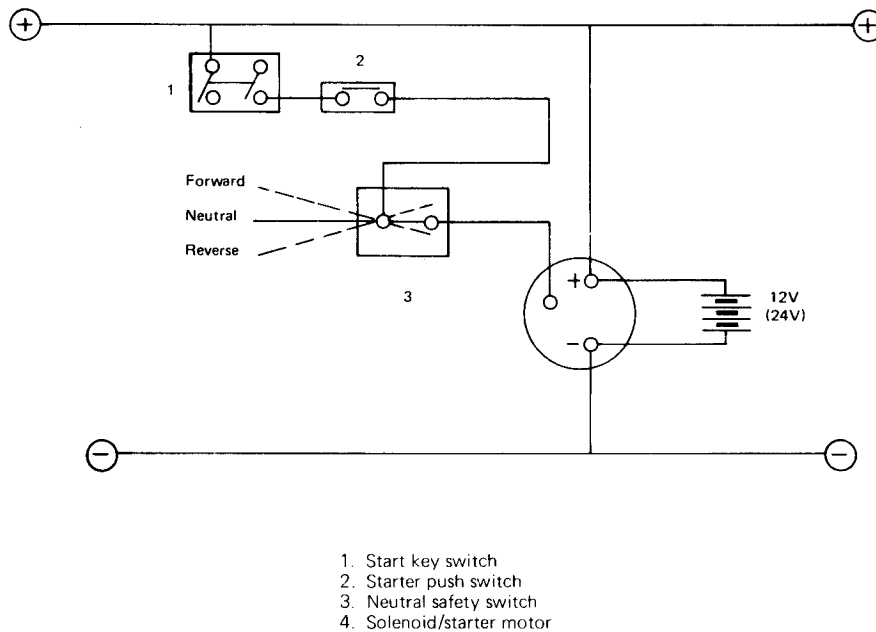 + +
1
2
Forward
Neutral
Reverse
3
+
−
12V
(24V)
− −
1. Start key switch
2. Starter push switch
3. Neutral safety switch
4. Solenoid/starter motor